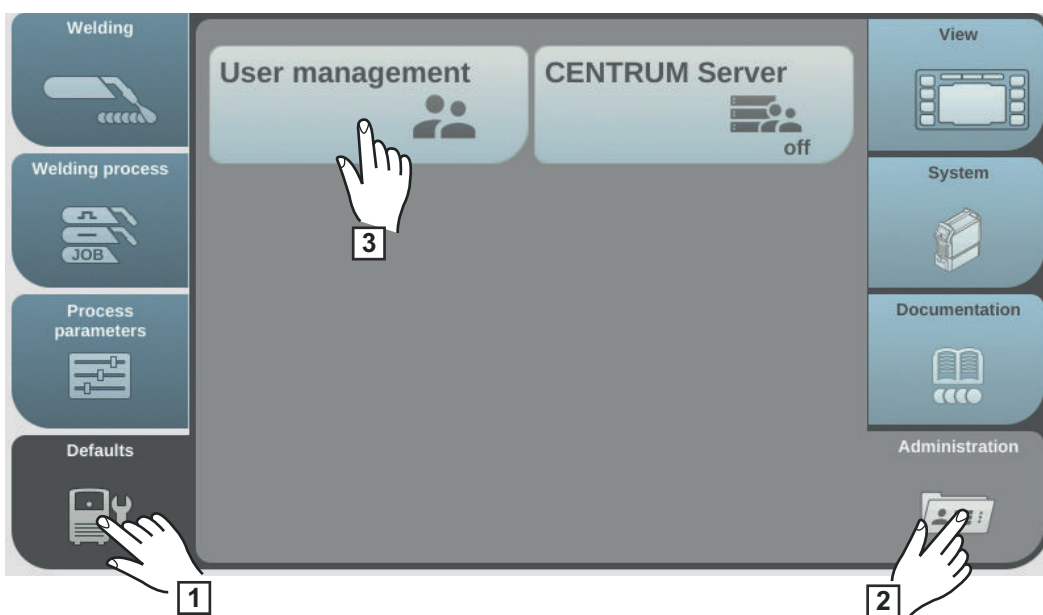 Welding
Welding process
JOB
Process
parameters
Defaults
1
User management
3
CENTRUM Server
off
View
System
Documentation
Administration
2